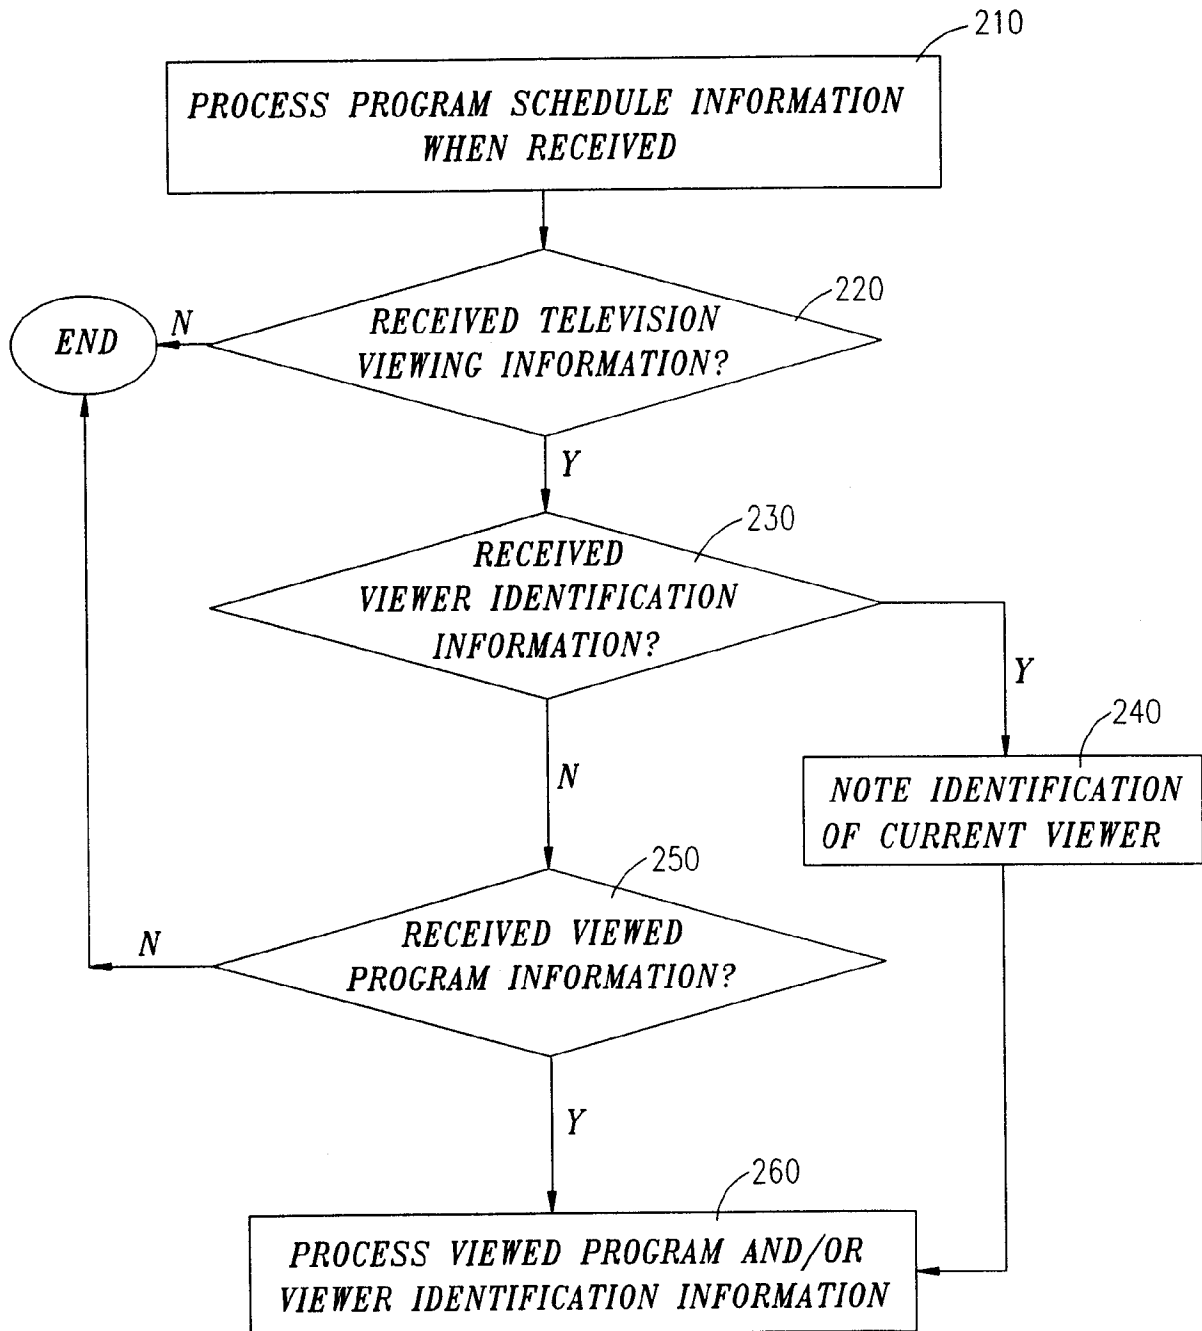 210
PROCESS PROGRAM SCHEDULE INFORMATION
WHEN RECEIVED
220
RECEIVED TELEVISION
VIEWING INFORMATION?
N
END
Y
230
RECEIVED
VIEWER IDENTIFICATION
INFORMATION?
Y
240
NOTE IDENTIFICATION
OF CURRENT VIEWER
N
250
RECEIVED VIEWED
PROGRAM INFORMATION?
N
Y
260
PROCESS VIEWED PROGRAM AND/OR
VIEWER IDENTIFICATION INFORMATION